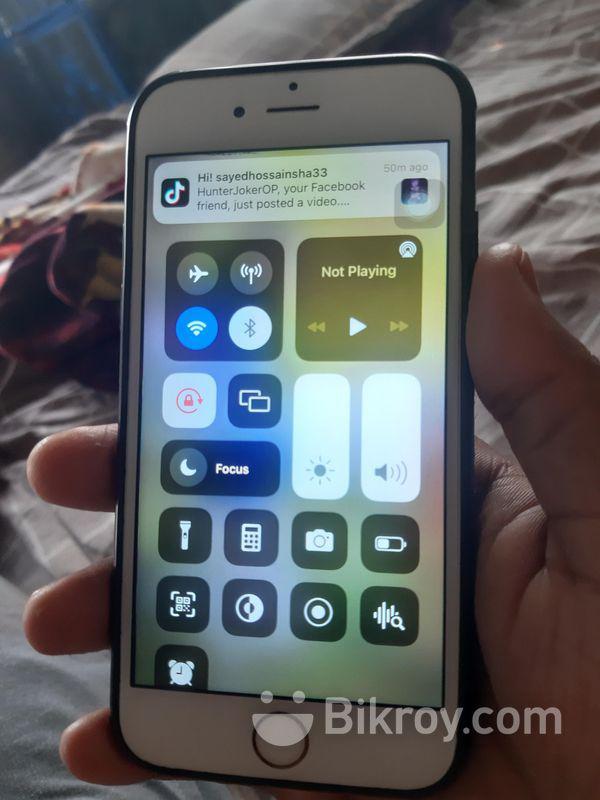 Hi! sayedhossainsha33
50m ago
HunterJokerOP, your Facebook
friend, just posted a video....
Not Playing
Focus
Bikroy.com